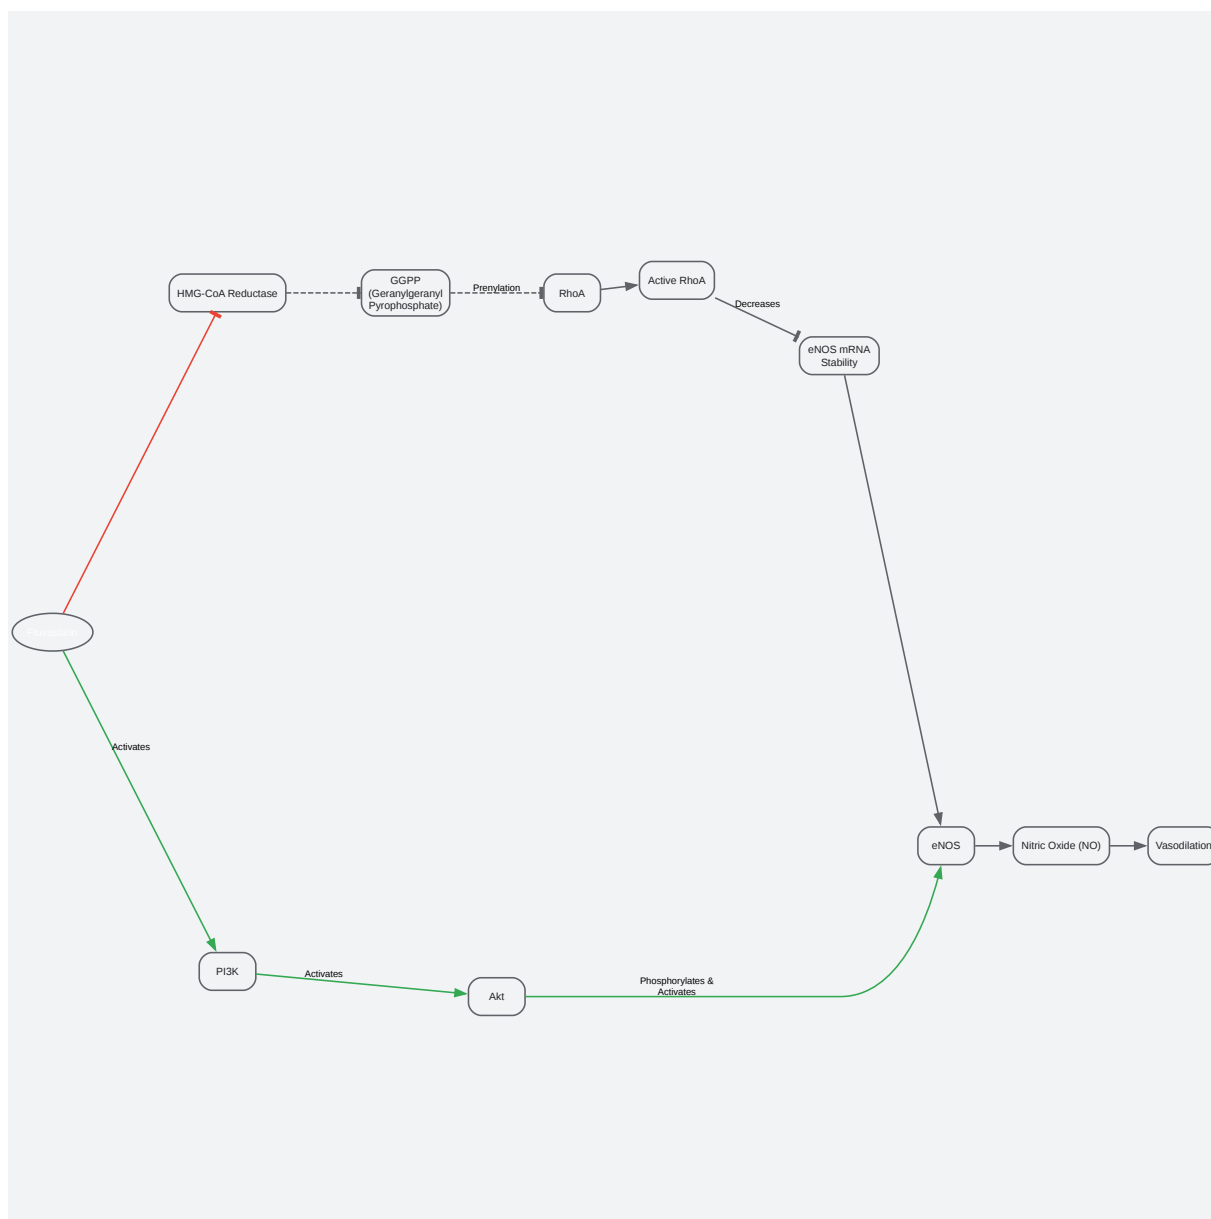 HMG-CoA Reductase
GGPP
(Geranylgeranyl
Pyrophosphate)
Prenylation
RhoA
Active RhoA
Decreases
eNOS mRNA
Stability
Activates
eNOS
Nitric Oxide (NO)
Vasodilation
PI3K
Activates
Akt
Phosphorylates &
Activates